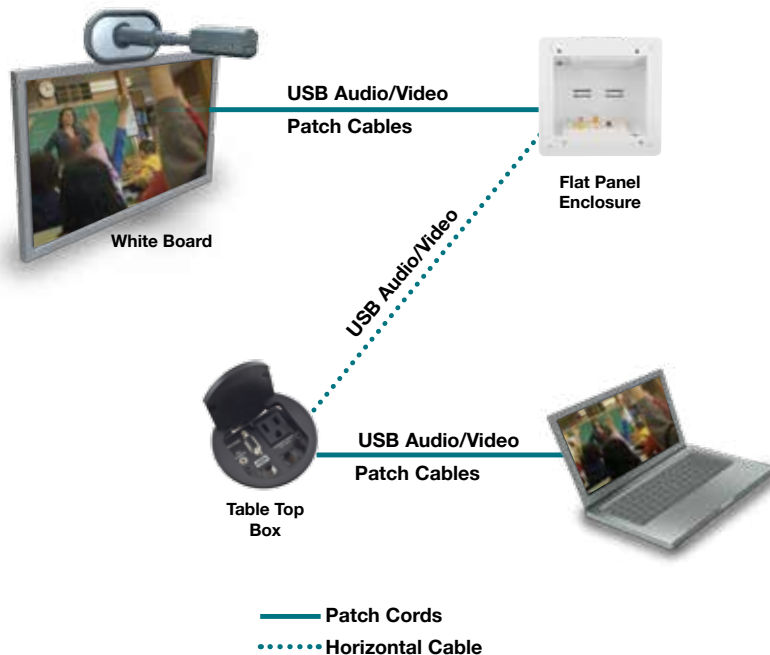 USB Audio/Video
Patch Cables
Flat Panel
Enclosure
White Board
USB Audio/Video
USB Audio/Video
Patch Cables
Table Top
Box
Patch Cords
Horizontal Cable